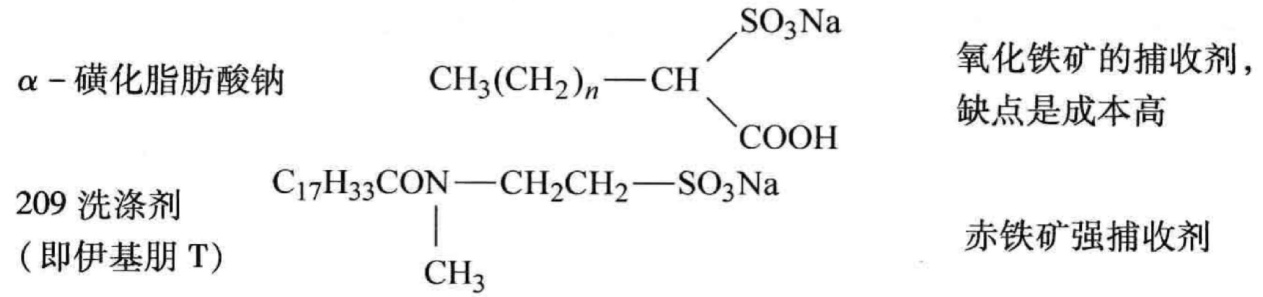 SO₃Na
α－磺化脂肪酸钠 CH₃(CH₂)ₙ—CH 氧化铁矿的捕收剂，
缺点是成本高
COOH
209 洗涤剂 C₁₇H₃₃CON—CH₂CH₂—SO₃Na
（即伊基朋 T） 赤铁矿强捕收剂
CH₃